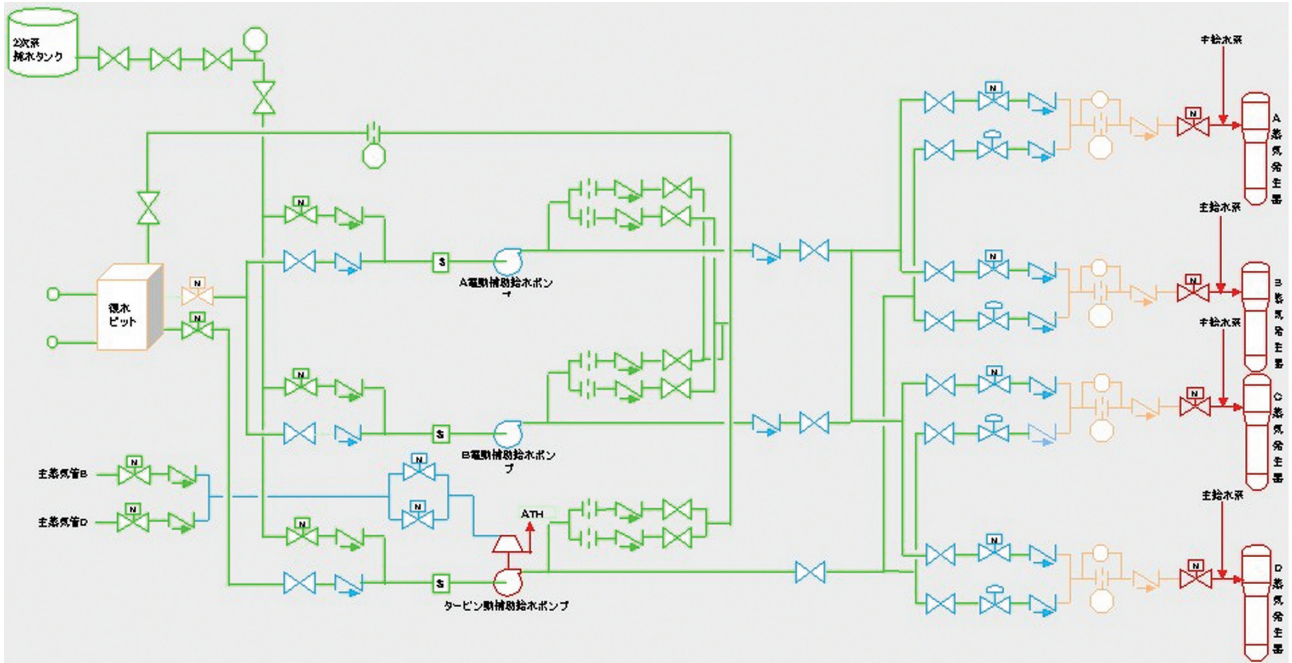 2次系
補水タンク
主給水系
N
N
A
蒸
気
発
生
器
N
主給水系
S
A電動補助給水ポン
プ
N
N
B
蒸
気
発
生
器
復水
ピット
N
N
主給水系
N
N
N
C
蒸
気
発
生
器
S
B電動補助給水ポン
プ
主蒸気管B
N
N
主蒸気管D
N
N
主給水系
N
ATH
N
N
D
蒸
気
発
生
器
S
タービン動補助給水ポンプ